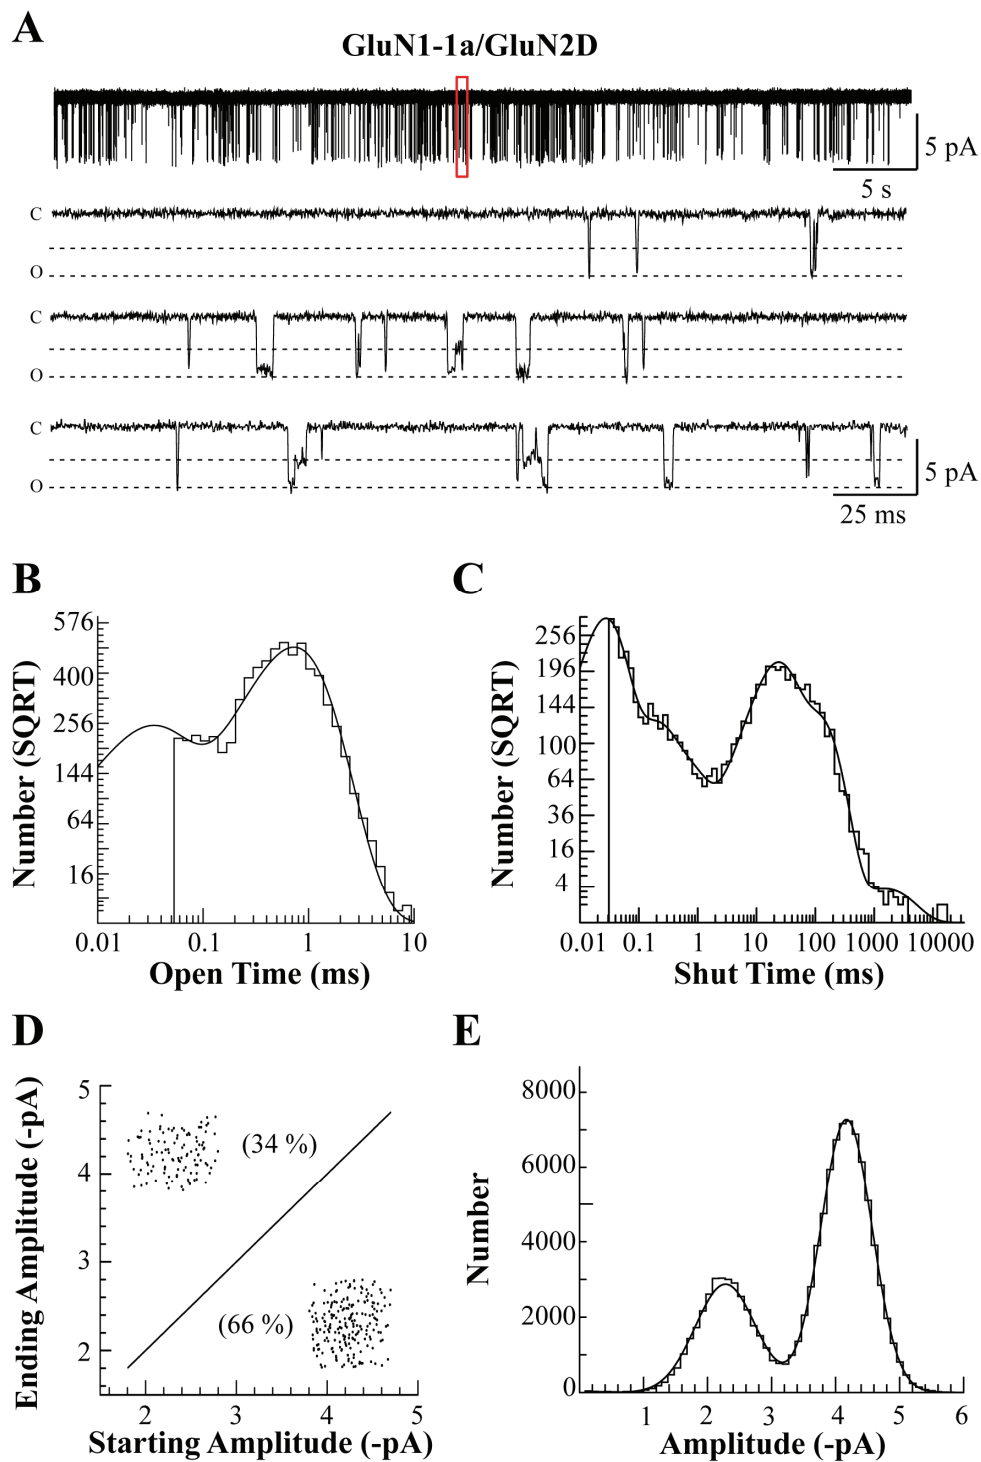 A
GluN1-1a/GluN2D
5 pA
5 s
C
O
C
O
C
O
5 pA
25 ms
B
Number (SQRT)
576
400
256
144
64
16
0.01 0.1 1 10
Open Time (ms)
C
Number (SQRT)
256
196
144
100
64
36
16
4
0.01 0.1 1 10 100 1000 10000
Shut Time (ms)
D
Ending Amplitude (-pA)
5
4
3
2
(34 %)
(66 %)
2 3 4 5
Starting Amplitude (-pA)
E
Number
8000
6000
4000
2000
0
1 2 3 4 5 6
Amplitude (-pA)